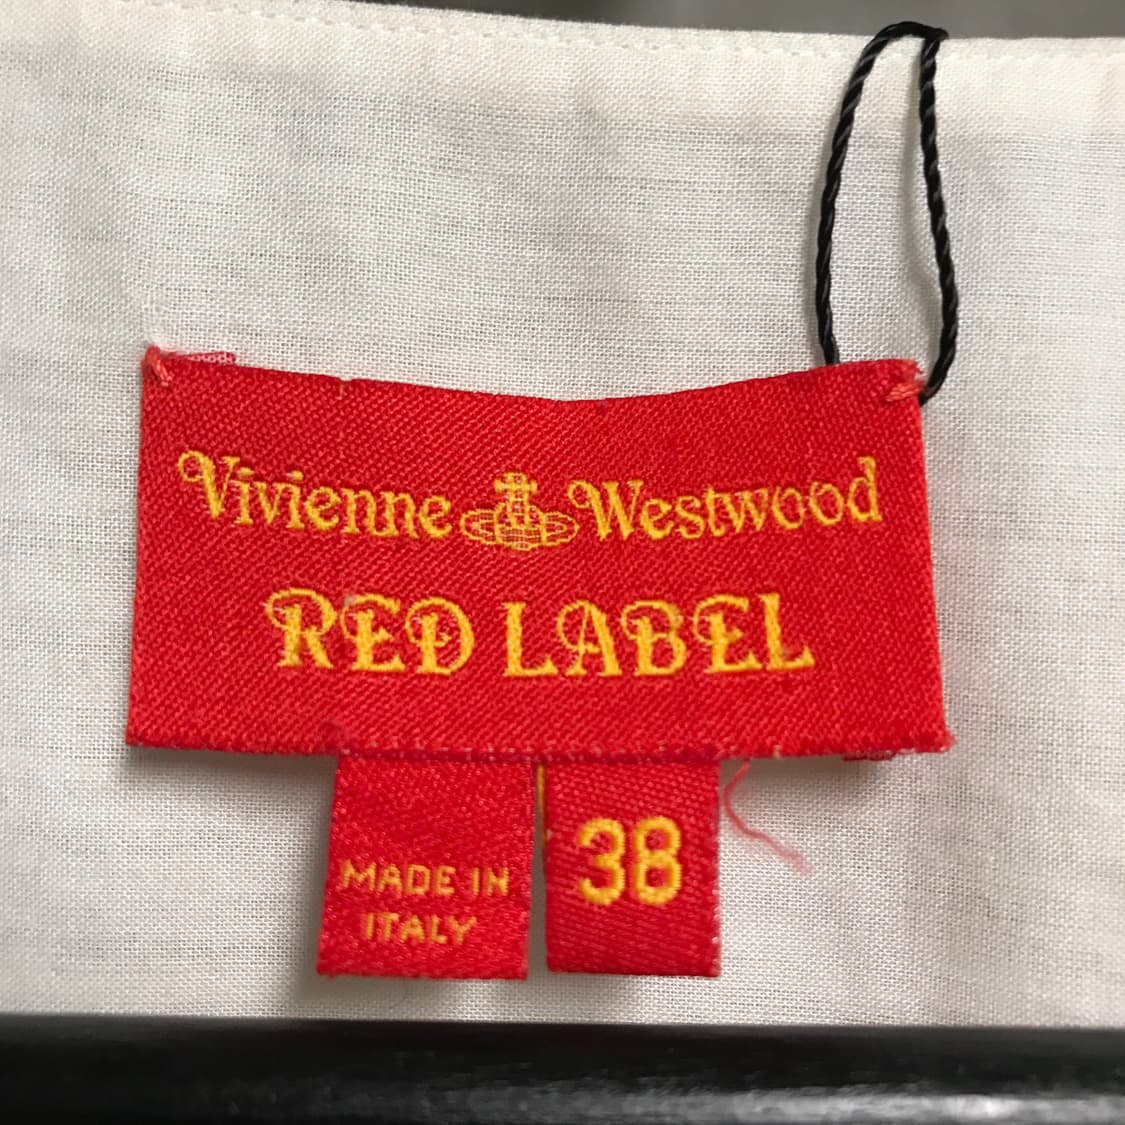 Vivienne Westwood
RED LABEL
MADE IN
ITALY
38